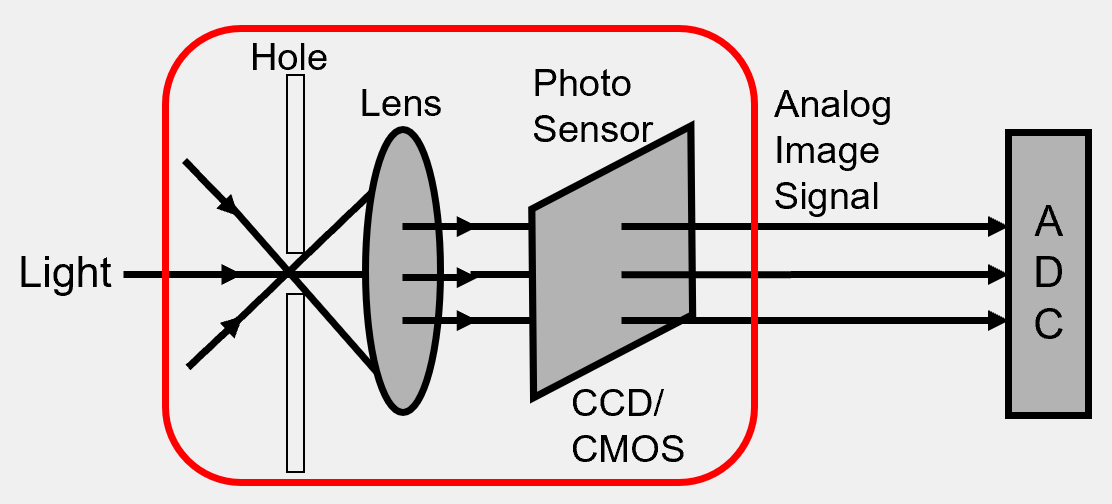 Hole
Lens
Photo
Sensor
Analog
Image
Signal
Light
A
D
C
CCD/
CMOS